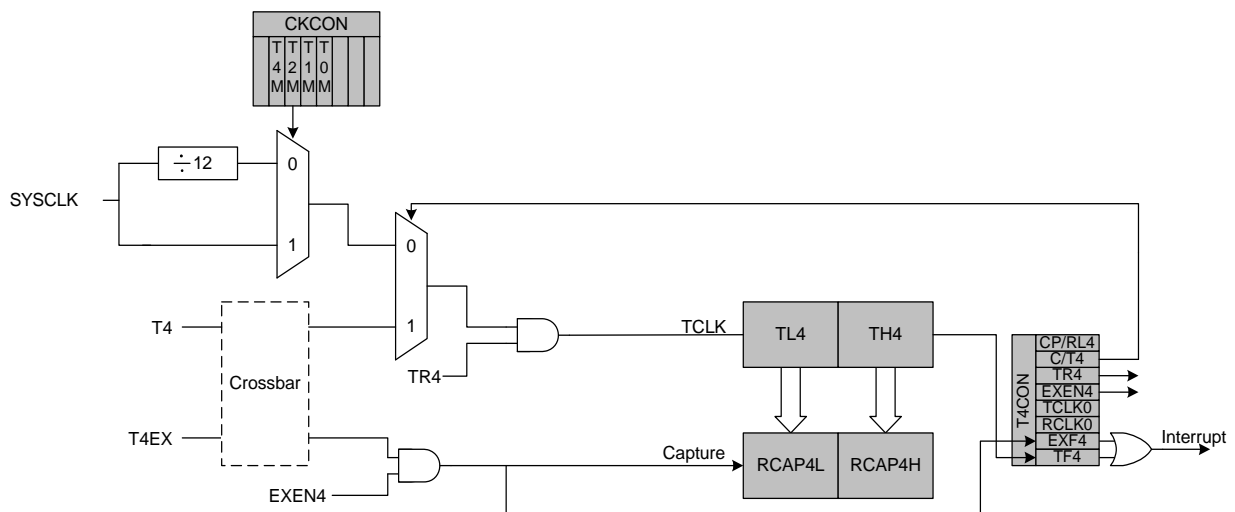 CKCON
T4M T2M T1M T0M
÷12
0
SYSCLK
1
0
T4
1
TR4
TCLK
TL4
TH4
Crossbar
T4EX
EXEN4
Capture
RCAP4L
RCAP4H
T4CON
CP/RL4
C/T4
TR4
EXEN4
TCLK0
RCLK0
EXF4
TF4
Interrupt